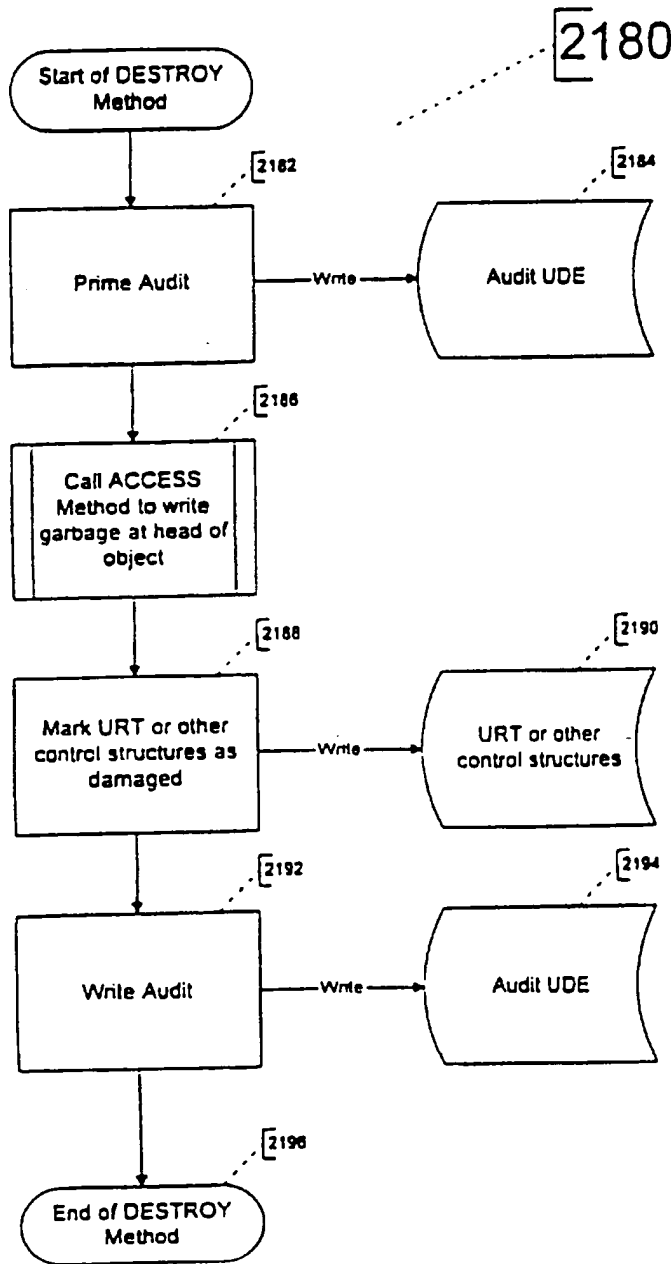 2180
Start of DESTROY
Method
2182
2184
Prime Audit
Write
Audit UDE
2186
Call ACCESS
Method to write
garbage at head of
object
2188
2190
Mark URT or other
control structures as
damaged
Write
URT or other
control structures
2192
2194
Write Audit
Write
Audit UDE
2196
End of DESTROY
Method